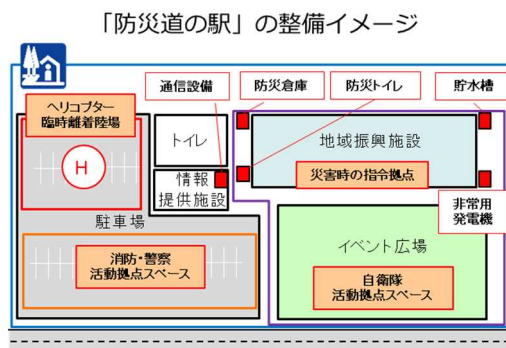 「防災道の駅」の整備イメージ
通信設備
防災倉庫
防災トイレ
貯水槽
ヘリコプター
臨時離着陸場
H
トイレ
情報
提供施設
地域振興施設
災害時の指令拠点
非常用
発電機
駐車場
消防・警察
活動拠点スペース
イベント広場
自衛隊
活動拠点スペース